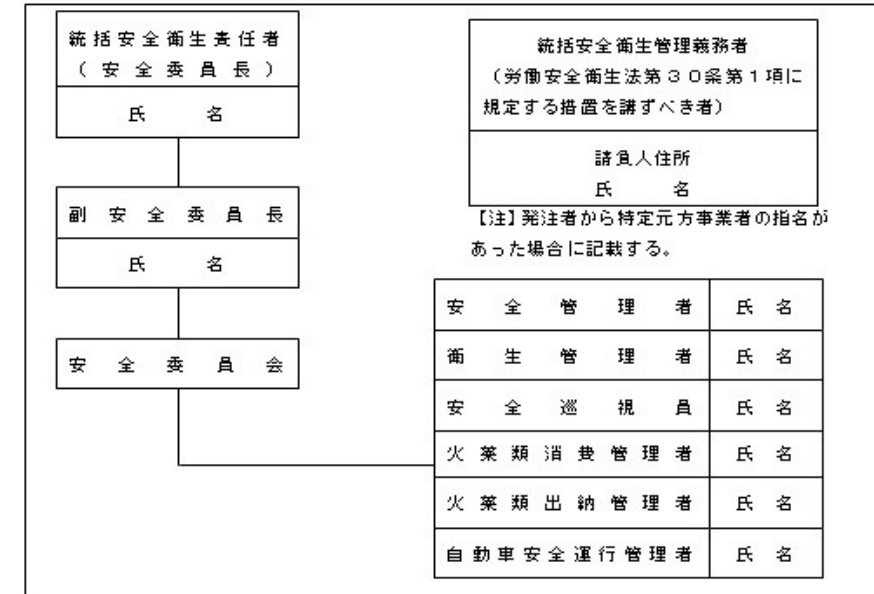 統括安全衛生責任者
（安全委員長）
氏　名
副安全委員長
氏　名
安全委員会
統括安全衛生管理義務者
（労働安全衛生法第３０条第１項に
規定する措置を講ずべき者）
請負人住所
氏　名
【注】発注者から特定元方事業者の指名が
あった場合に記載する。
安全管理者　氏名
衛生管理者　氏名
安全巡視員　氏名
火薬類消費管理者　氏名
火薬類出納管理者　氏名
自動車安全運行管理者　氏名